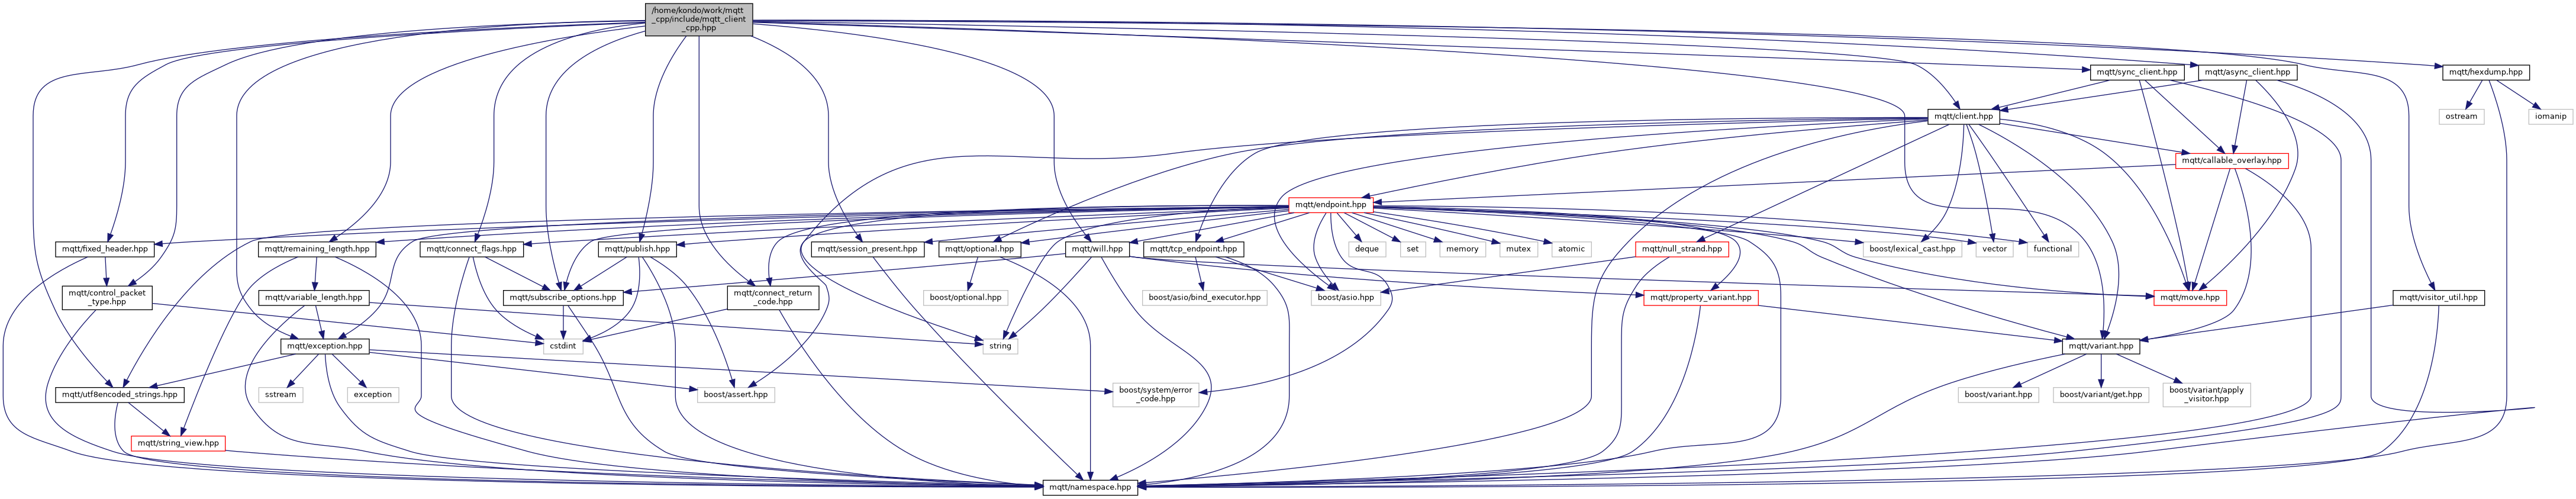 /home/kondo/work/mqtt
_cpp/include/mqtt_client
_cpp.hpp
mqtt/sync_client.hpp
mqtt/async_client.hpp
mqtt/hexdump.hpp
mqtt/client.hpp
ostream
iomanip
mqtt/callable_overlay.hpp
mqtt/endpoint.hpp
mqtt/fixed_header.hpp
mqtt/remaining_length.hpp
mqtt/connect_flags.hpp
mqtt/publish.hpp
mqtt/session_present.hpp
mqtt/optional.hpp
mqtt/will.hpp
mqtt/tcp_endpoint.hpp
deque
set
memory
mutex
atomic
mqtt/null_strand.hpp
boost/lexical_cast.hpp
vector
functional
mqtt/control_packet
_type.hpp
mqtt/variable_length.hpp
mqtt/subscribe_options.hpp
mqtt/connect_return
_code.hpp
boost/optional.hpp
boost/asio/bind_executor.hpp
boost/asio.hpp
mqtt/property_variant.hpp
mqtt/move.hpp
mqtt/visitor_util.hpp
mqtt/exception.hpp
cstdint
string
mqtt/variant.hpp
mqtt/utf8encoded_strings.hpp
sstream
exception
boost/assert.hpp
boost/system/error
_code.hpp
boost/variant.hpp
boost/variant/get.hpp
boost/variant/apply
_visitor.hpp
mqtt/string_view.hpp
mqtt/namespace.hpp